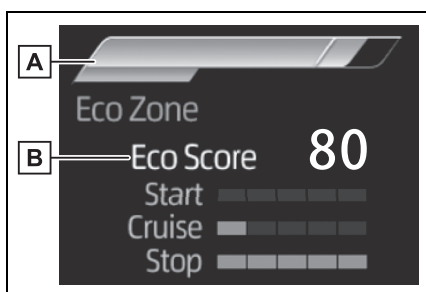 A
Eco Zone
B
Eco Score 80
Start
Cruise
Stop